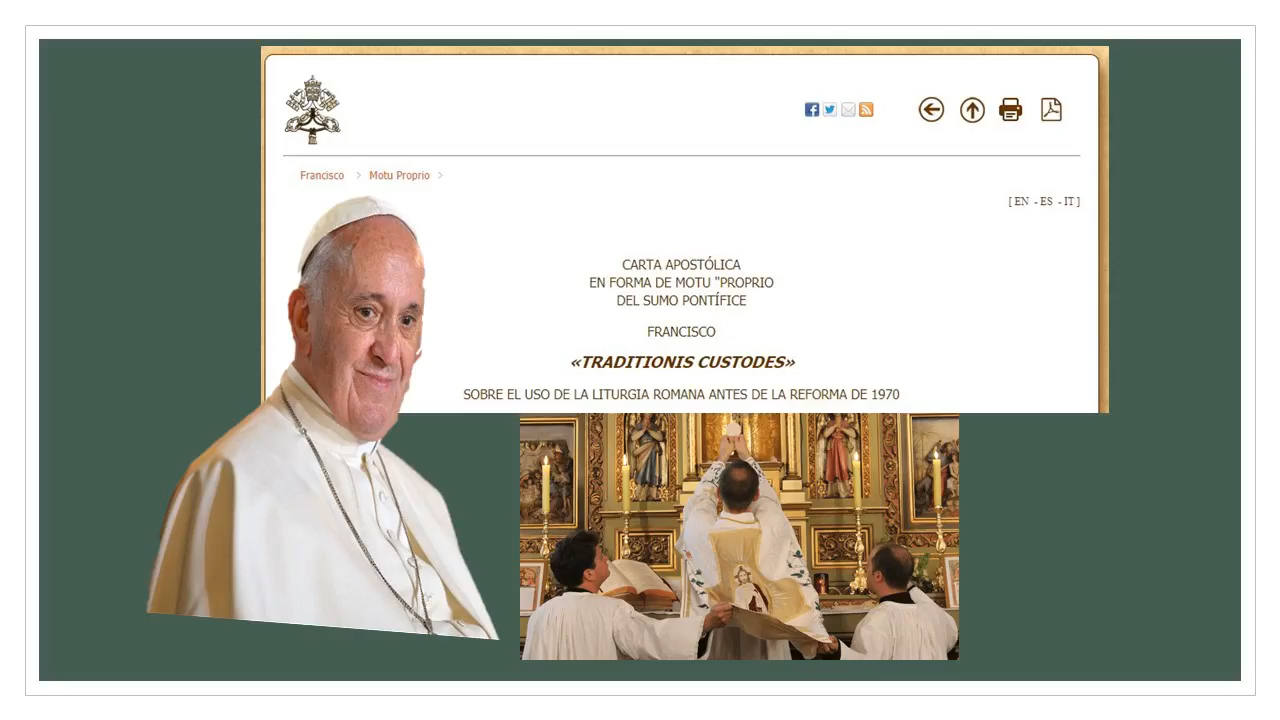 Francisco > Motu Proprio >
[ EN - ES - IT ]
CARTA APOSTÓLICA
EN FORMA DE MOTU "PROPRIO
DEL SUMO PONTÍFICE
FRANCISCO
«TRADITIONIS CUSTODES»
SOBRE EL USO DE LA LITURGIA ROMANA ANTES DE LA REFORMA DE 1970